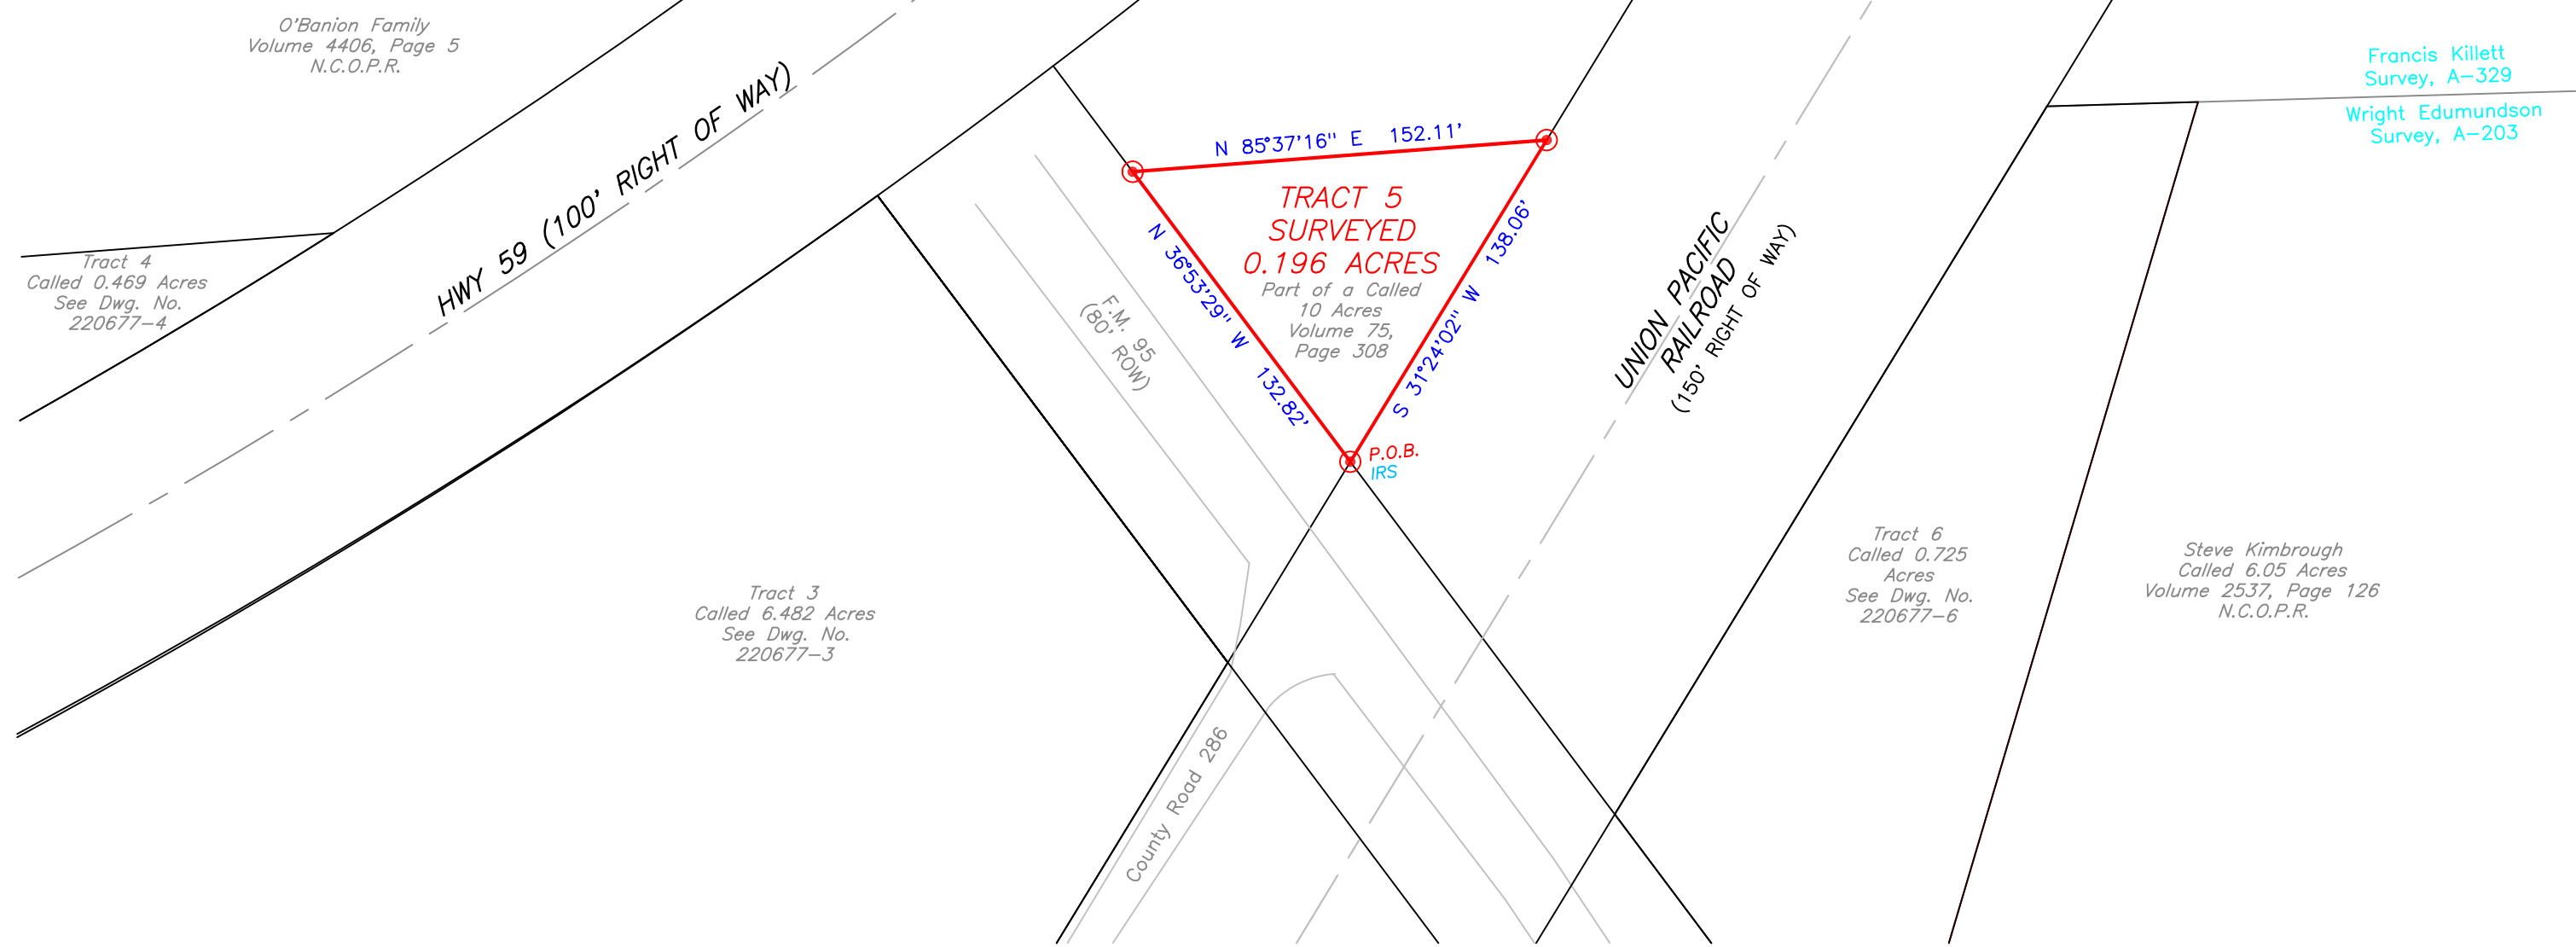 O'Banion Family
Volume 4406, Page 5
N.C.O.P.R.
HWY 59 (100' RIGHT OF WAY)
Tract 4
Called 0.469 Acres
See Dwg. No.
220677-4
Francis Killett
Survey, A-329
Wright Edumundson
Survey, A-203
N 85°37'16" E 152.11'
TRACT 5
SURVEYED
0.196 ACRES
Part of a Called
10 Acres
Volume 75,
Page 308
N 36°53'29" W 132.82'
S 31°24'02" W 138.06'
F.M. 95
(80' ROW)
UNION PACIFIC
RAILROAD
(150' RIGHT OF WAY)
P.O.B.
IRS
Tract 3
Called 6.482 Acres
See Dwg. No.
220677-3
Tract 6
Called 0.725
Acres
See Dwg. No.
220677-6
Steve Kimbrough
Called 6.05 Acres
Volume 2537, Page 126
N.C.O.P.R.
County Road 286